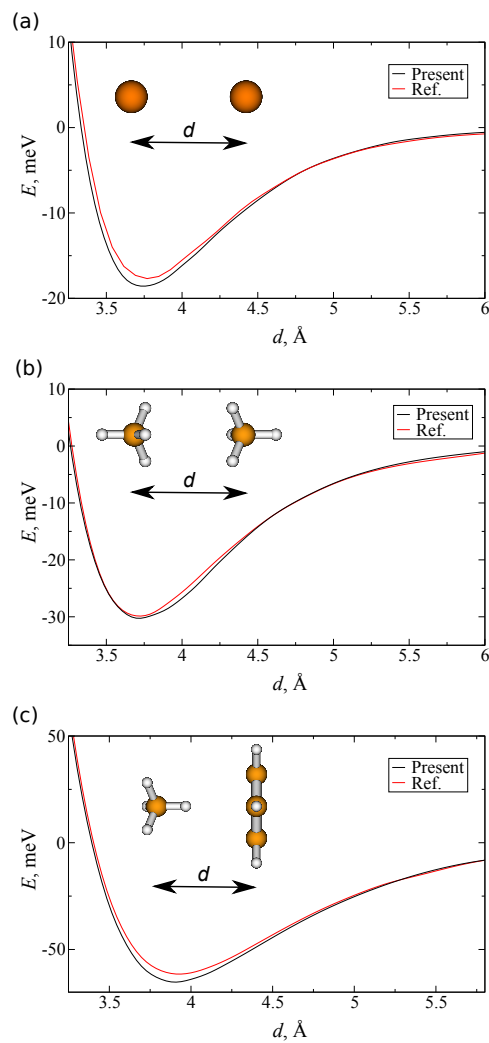 (a)
10
0
-10
-20
E, meV
d
Present
Ref.
3.5
4
4.5
5
5.5
6
d, Å
(b)
10
0
-10
-20
-30
E, meV
d
Present
Ref.
3.5
4
4.5
5
5.5
6
d, Å
(c)
50
0
-50
E, meV
d
Present
Ref.
3.5
4
4.5
5
5.5
d, Å